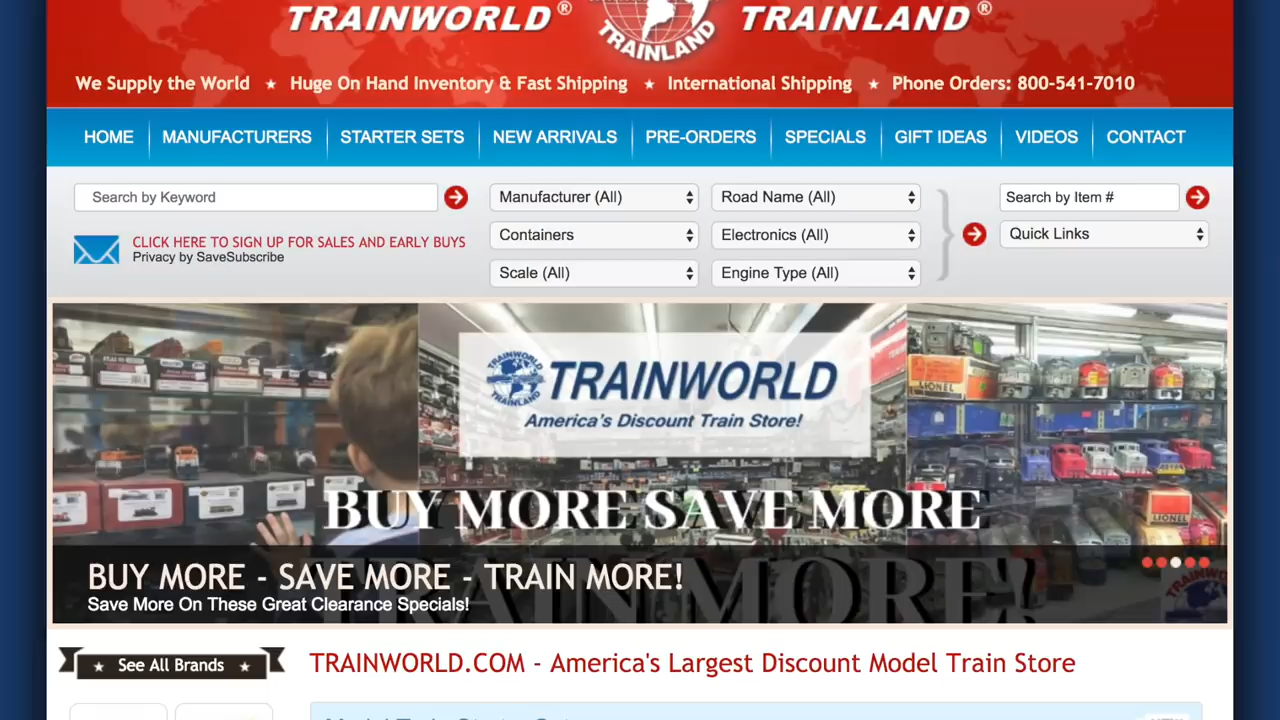 TRAINWORLD® TRAINLAND TRAINLAND®
We Supply the World ★ Huge On Hand Inventory & Fast Shipping ★ International Shipping ★ Phone Orders: 800-541-7010
HOME MANUFACTURERS STARTER SETS NEW ARRIVALS PRE-ORDERS SPECIALS GIFT IDEAS VIDEOS CONTACT
Search by Keyword Manufacturer (All) Road Name (All) Search by Item #
CLICK HERE TO SIGN UP FOR SALES AND EARLY BUYS Containers Electronics (All) Quick Links
Privacy by SaveSubscribe
Scale (All) Engine Type (All)
TRAINWORLD TRAINLAND TRAINWORLD
America's Discount Train Store!
LIONEL
BUY MORE SAVE MORE
LIONEL
TRAIN MORE!
BUY MORE - SAVE MORE - TRAIN MORE!
Save More On These Great Clearance Specials!
See All Brands TRAINWORLD.COM - America's Largest Discount Model Train Store